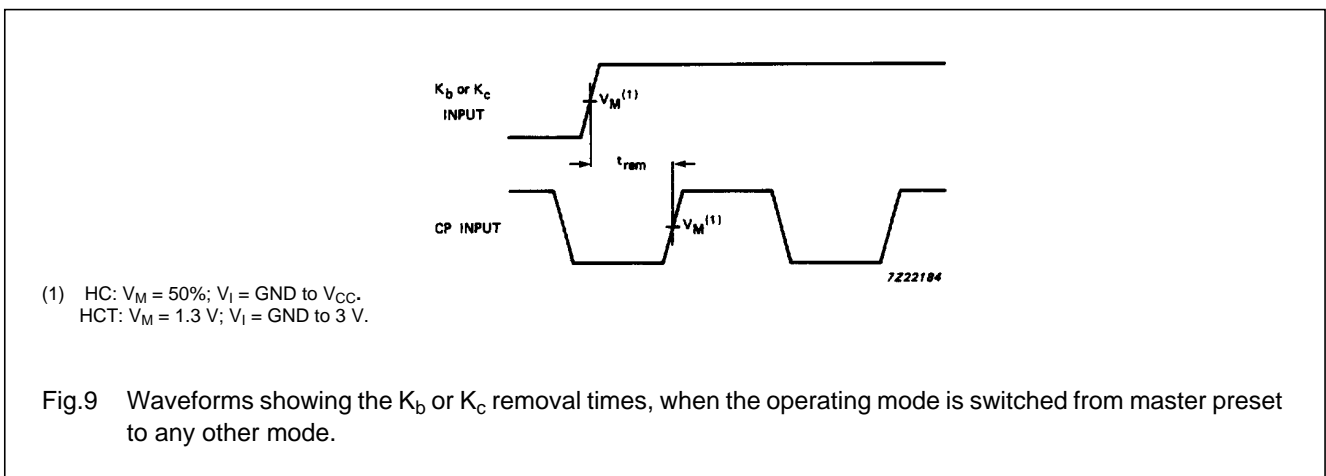 K_b or K_c
INPUT
V_M^(1)
t_rem
CP INPUT
V_M^(1)
7Z22184
(1) HC: V_M = 50%; V_I = GND to V_CC.
HCT: V_M = 1.3 V; V_I = GND to 3 V.
Fig.9 Waveforms showing the K_b or K_c removal times, when the operating mode is switched from master preset
to any other mode.